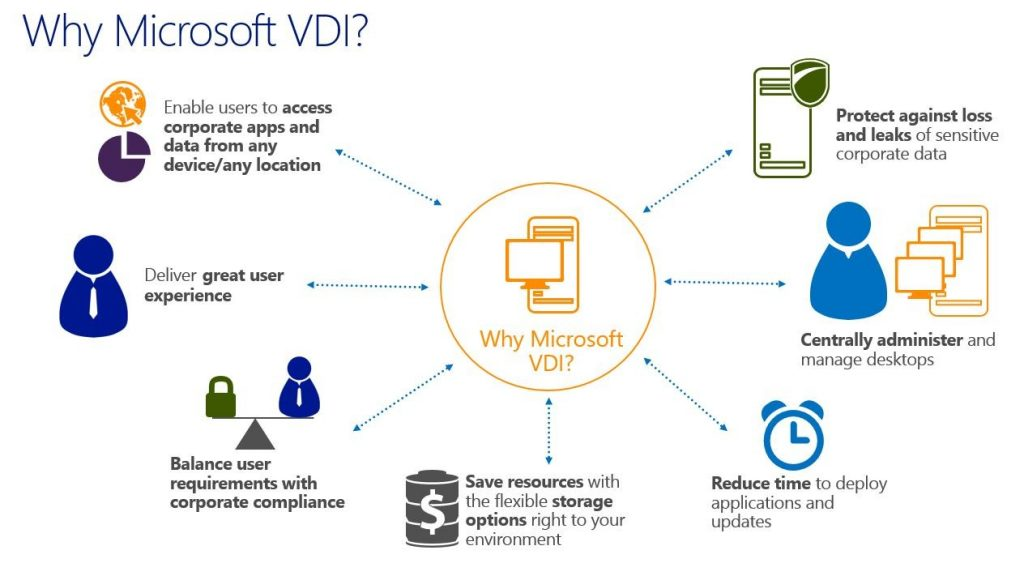 Why Microsoft VDI?
Enable users to access
corporate apps and
data from any
device/any location
Protect against loss
and leaks of sensitive
corporate data
Deliver great user
experience
Why Microsoft
VDI?
Centrally administer and
manage desktops
Balance user
requirements with
corporate compliance
$
Save resources with
the flexible storage
options right to your
environment
Reduce time to deploy
applications and
updates